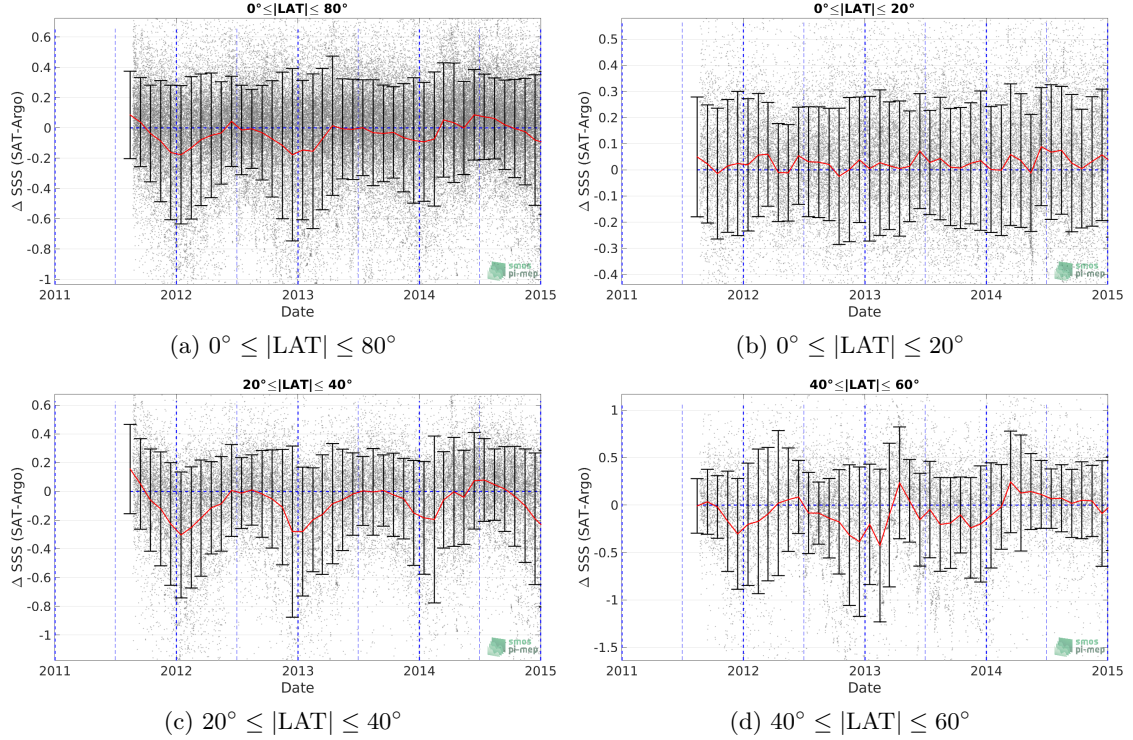 0°≤|LAT|≤ 80°
Δ SSS (SAT-Argo)
0.6
0.4
0.2
0
-0.2
-0.4
-0.6
-0.8
-1
2011 2012 2013 2014 2015
Date
smos
pi-mep
(a) 0° ≤ |LAT| ≤ 80°
0°≤|LAT|≤ 20°
Δ SSS (SAT-Argo)
0.5
0.4
0.3
0.2
0.1
0
-0.1
-0.2
-0.3
-0.4
2011 2012 2013 2014 2015
Date
smos
pi-mep
(b) 0° ≤ |LAT| ≤ 20°
20°≤|LAT|≤ 40°
Δ SSS (SAT-Argo)
0.6
0.4
0.2
0
-0.2
-0.4
-0.6
-0.8
-1
2011 2012 2013 2014 2015
Date
smos
pi-mep
(c) 20° ≤ |LAT| ≤ 40°
40°≤|LAT|≤ 60°
Δ SSS (SAT-Argo)
1
0.5
0
-0.5
-1
-1.5
2011 2012 2013 2014 2015
Date
smos
pi-mep
(d) 40° ≤ |LAT| ≤ 60°